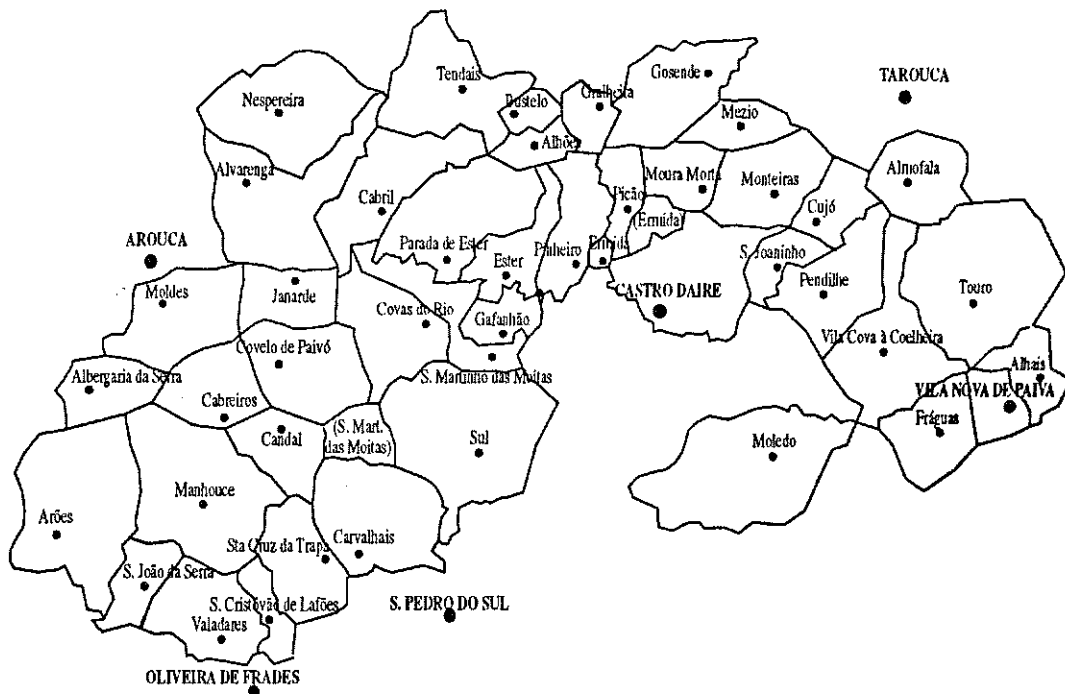 Tendais
Gosende
TAROUCA
Nespereira
Bustelo
Gralheira
Mezio
Alhões
Alvarenga
Moura Morta
Monteiras
Almofala
Cabril
Picão
(Ermida)
Cujó
AROUCA
Parada de Ester
Ester
Pinheiro
Ermida
S. Joaninho
Moldes
Janarde
CASTRO DAIRE
Pendilhe
Touro
Covas do Rio
Gafanhão
Covelo de Paivó
Vila Cova à Coelheira
Alhais
Albergaria da Serra
S. Martinho das Moitas
VILA NOVA DE PAIVA
Cabreiros
Candal
(S. Mart.
das Moitas)
Sul
Moledo
Fráguas
Manhouce
Arões
Sta Cruz da Trapa
Carvalhais
S. João da Serra
S. Cristovão de Lafões
S. PEDRO DO SUL
Valadares
OLIVEIRA DE FRADES